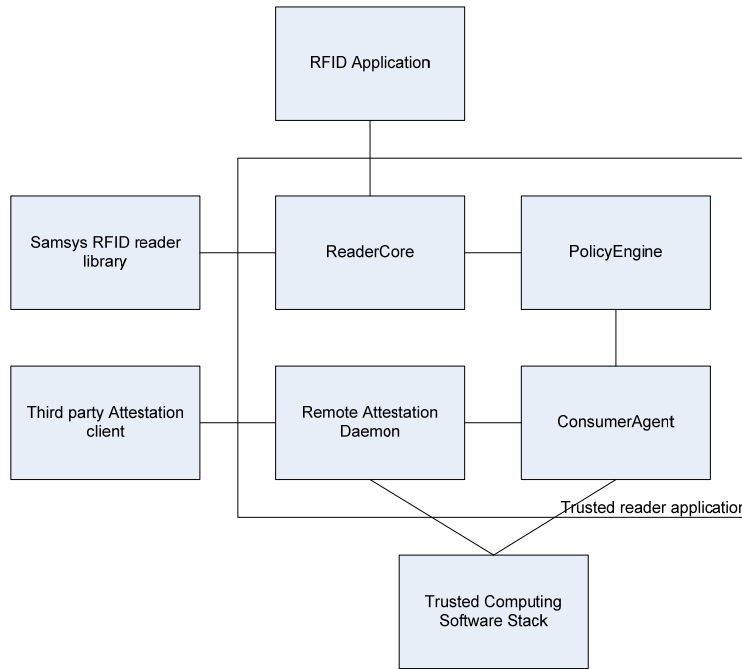 RFID Application
Samsys RFID reader
library
ReaderCore
PolicyEngine
Third party Attestation
client
Remote Attestation
Daemon
ConsumerAgent
Trusted reader application
Trusted Computing
Software Stack